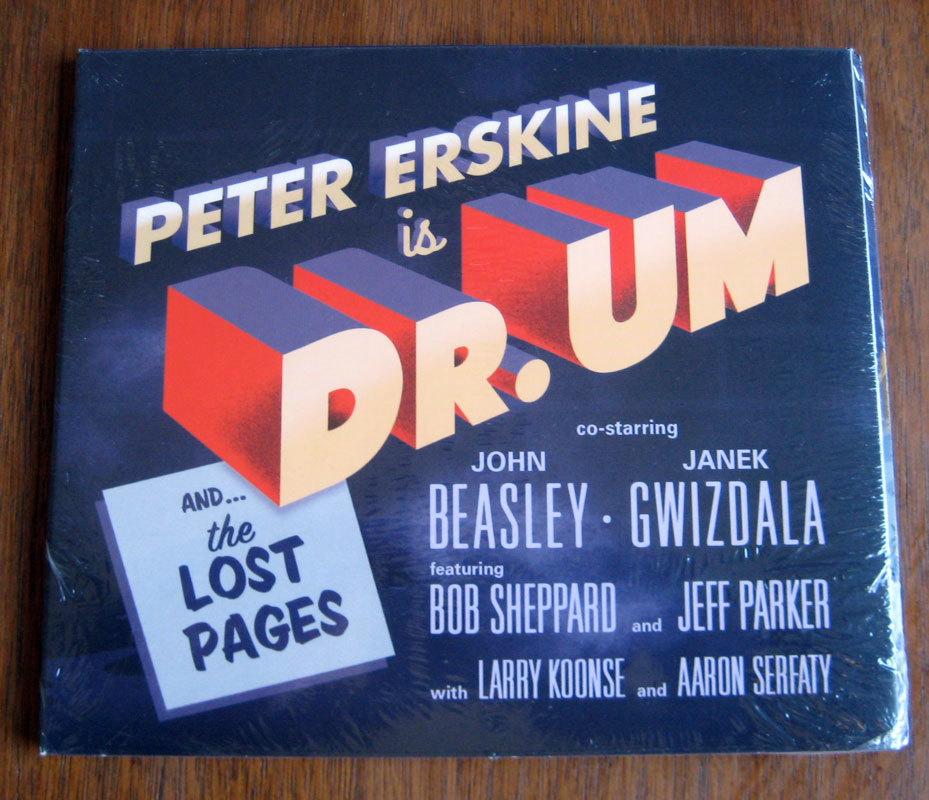 PETER ERSKINE
is
DR. UM
AND...
the
LOST
PAGES
co-starring
JOHN BEASLEY · JANEK GWIZDALA
featuring
BOB SHEPPARD and JEFF PARKER
with LARRY KOONSE and AARON SERFATY